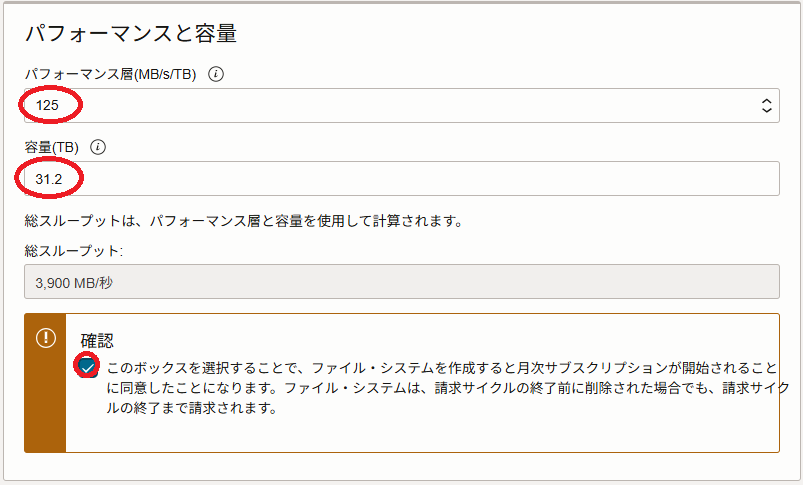 パフォーマンスと容量
パフォーマンス層(MB/s/TB)
125
容量(TB)
31.2
総スループットは、パフォーマンス層と容量を使用して計算されます。
総スループット:
3,900 MB/秒
確認
このボックスを選択することで、ファイル・システムを作成すると月次サブスクリプションが開始されること
に同意したことになります。ファイル・システムは、請求サイクルの終了前に削除された場合でも、請求サイク
ルの終了まで請求されます。